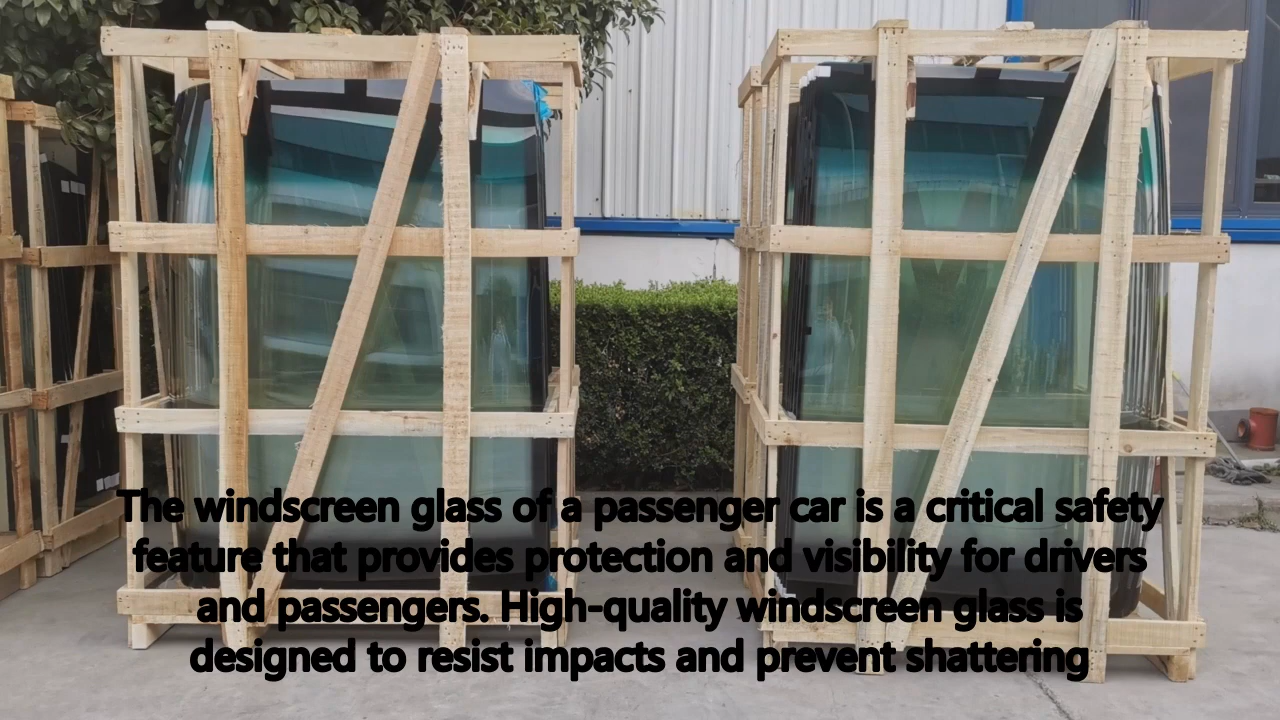 The windscreen glass of a passenger car is a critical safety
feature that provides protection and visibility for drivers
and passengers. High-quality windscreen glass is
designed to resist impacts and prevent shattering